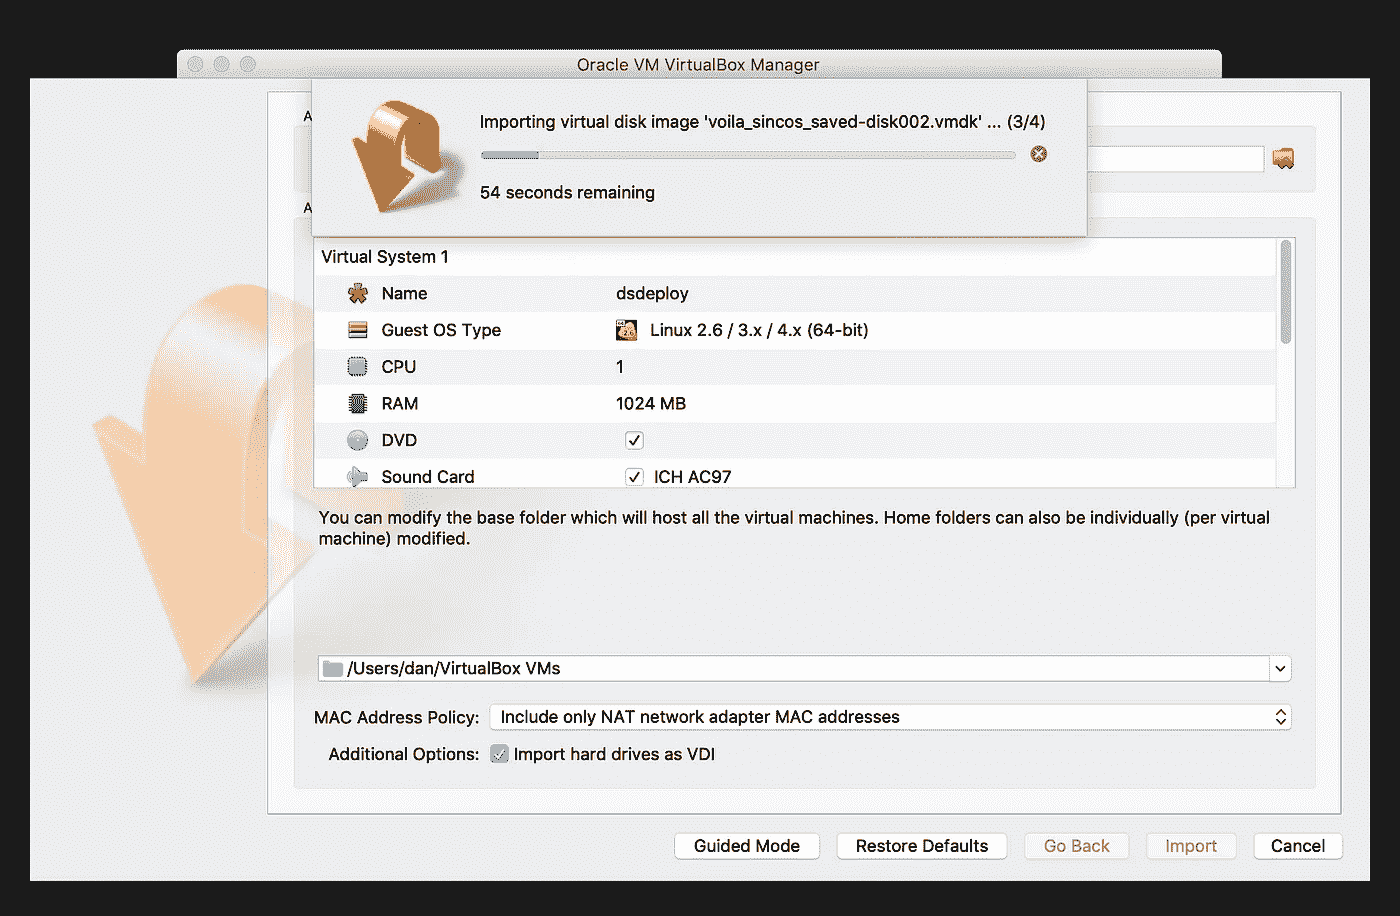 Oracle VM VirtualBox Manager
Importing virtual disk image 'voila_sincos_saved-disk002.vmdk' ... (3/4)
54 seconds remaining
A
A
Virtual System 1
Name dsdeploy
Guest OS Type Linux 2.6 / 3.x / 4.x (64-bit)
CPU 1
RAM 1024 MB
DVD
Sound Card ICH AC97
You can modify the base folder which will host all the virtual machines. Home folders can also be individually (per virtual
machine) modified.
/Users/dan/VirtualBox VMs
MAC Address Policy: Include only NAT network adapter MAC addresses
Additional Options: Import hard drives as VDI
Guided Mode Restore Defaults Go Back Import Cancel